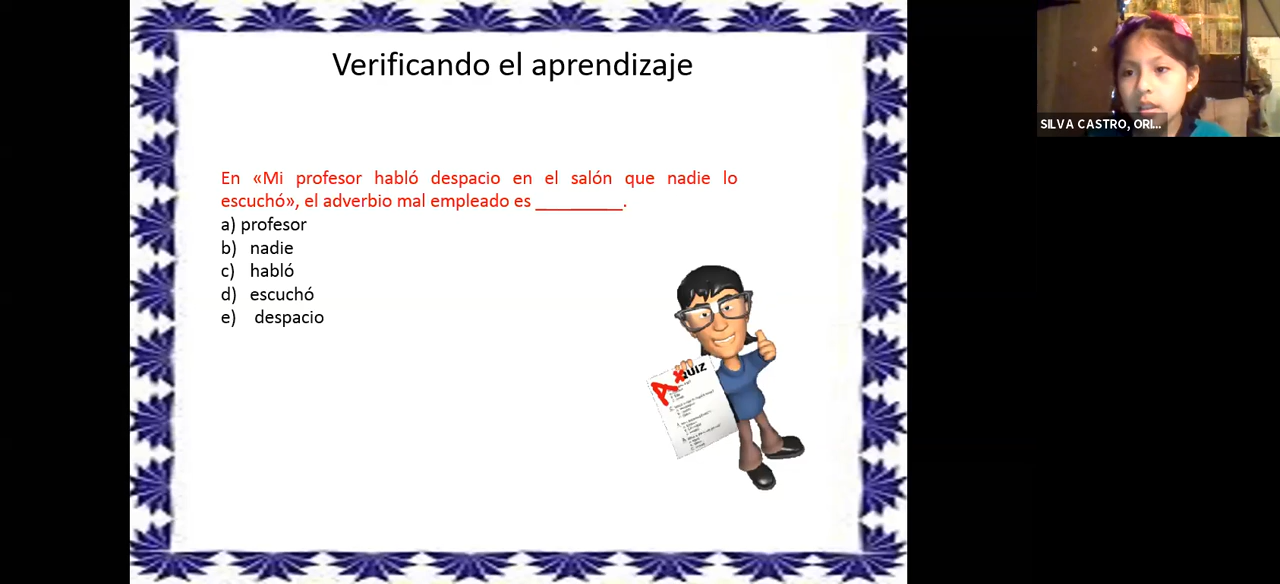 Verificando el aprendizaje
En «Mi profesor habló despacio en el salón que nadie lo
escuchó», el adverbio mal empleado es __________.
a) profesor
b) nadie
c) habló
d) escuchó
e) despacio
A
QUIZ
SILVA CASTRO, ORI...